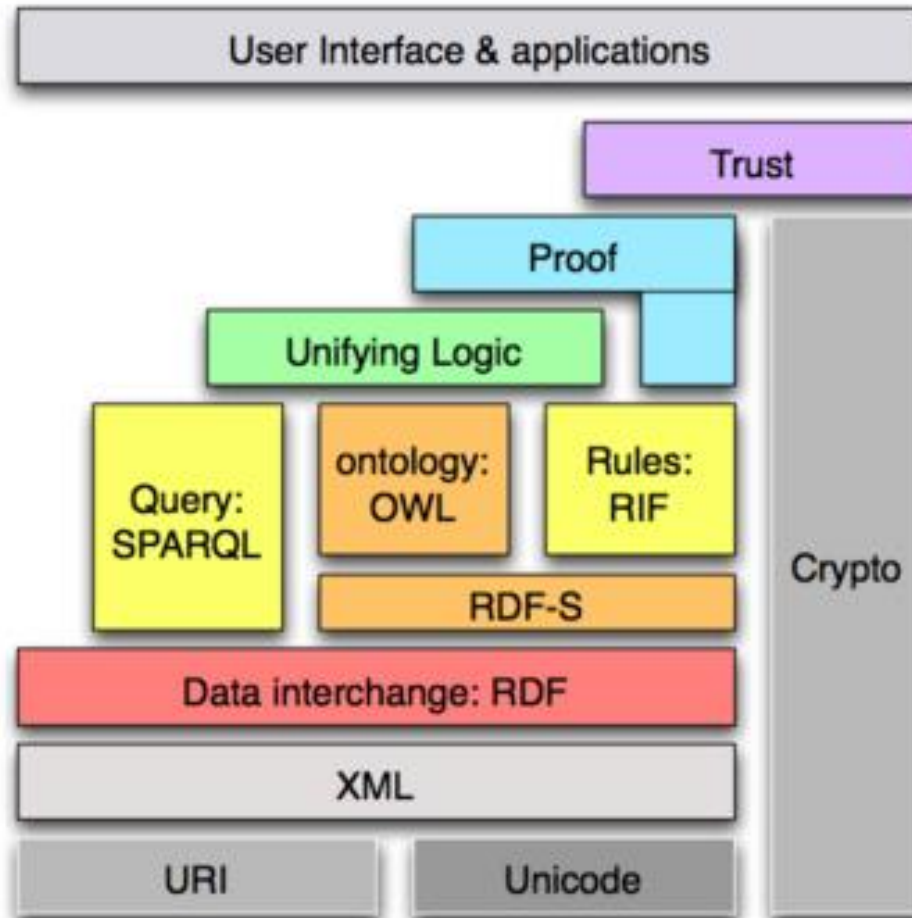 User Interface & applications
Trust
Proof
Unifying Logic
Query:
SPARQL
ontology:
OWL
Rules:
RIF
Crypto
RDF-S
Data interchange: RDF
XML
URI
Unicode